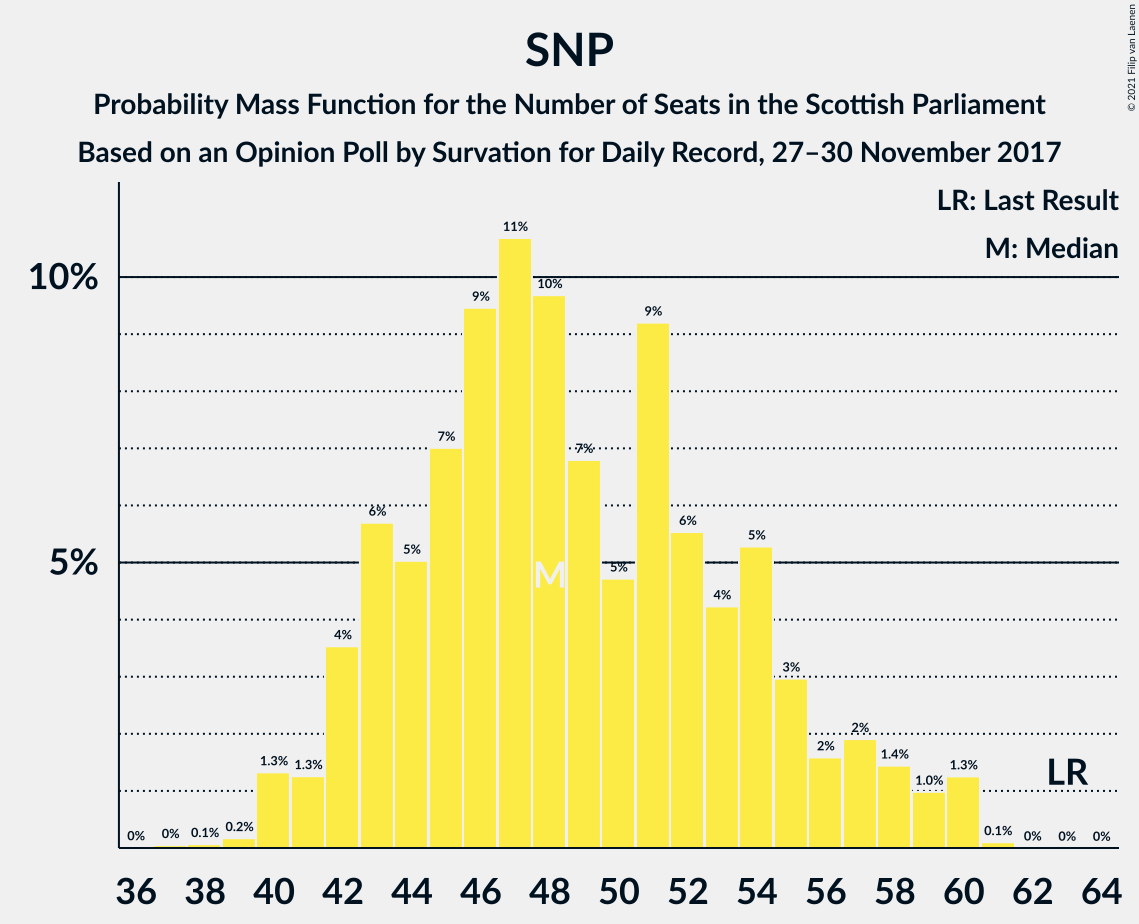 SNP
Probability Mass Function for the Number of Seats in the Scottish Parliament
Based on an Opinion Poll by Survation for Daily Record, 27–30 November 2017
© 2021 Filip van Laenen
LR: Last Result
M: Median
10%
5%
0% 0% 0.1% 0.2% 1.3% 1.3% 4% 6% 5% 7% 9% 11% 10% 7% 5% 9% 6% 4% 5% 3% 2% 2% 1.4% 1.0% 1.3% 0.1% 0% 0% 0%
M
LR
36 38 40 42 44 46 48 50 52 54 56 58 60 62 64